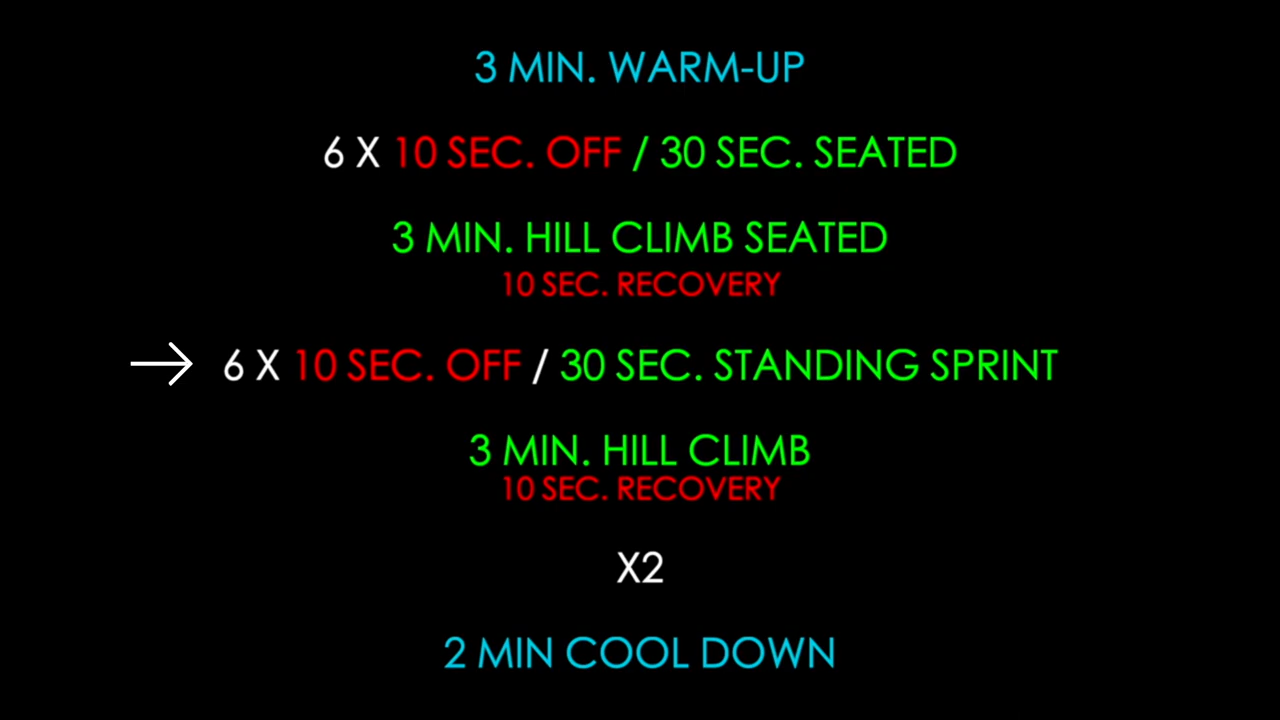 3 MIN. WARM-UP
6 X 10 SEC. OFF / 30 SEC. SEATED
3 MIN. HILL CLIMB SEATED
10 SEC. RECOVERY
6 X 10 SEC. OFF / 30 SEC. STANDING SPRINT
3 MIN. HILL CLIMB
10 SEC. RECOVERY
X2
2 MIN COOL DOWN